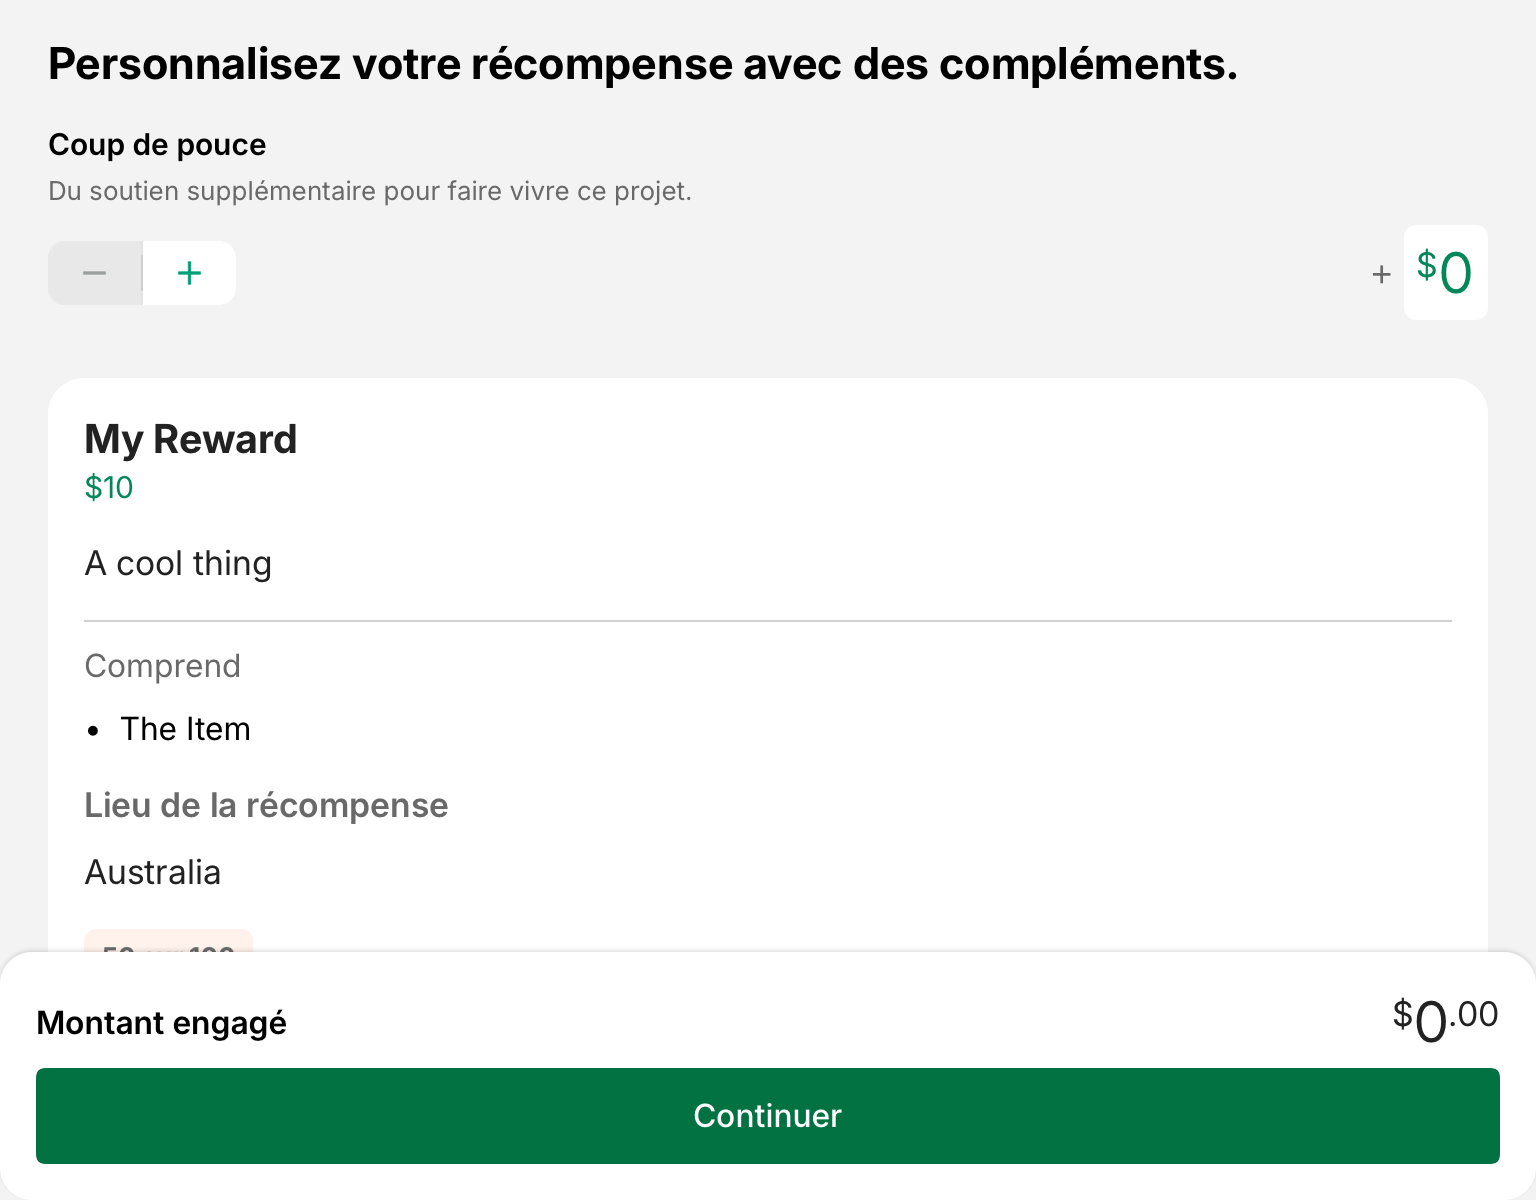 Personnalisez votre récompense avec des compléments.
Coup de pouce
Du soutien supplémentaire pour faire vivre ce projet.
− +
+ $0
My Reward
$10
A cool thing
Comprend
• The Item
Lieu de la récompense
Australia
Montant engagé
$0.00
Continuer